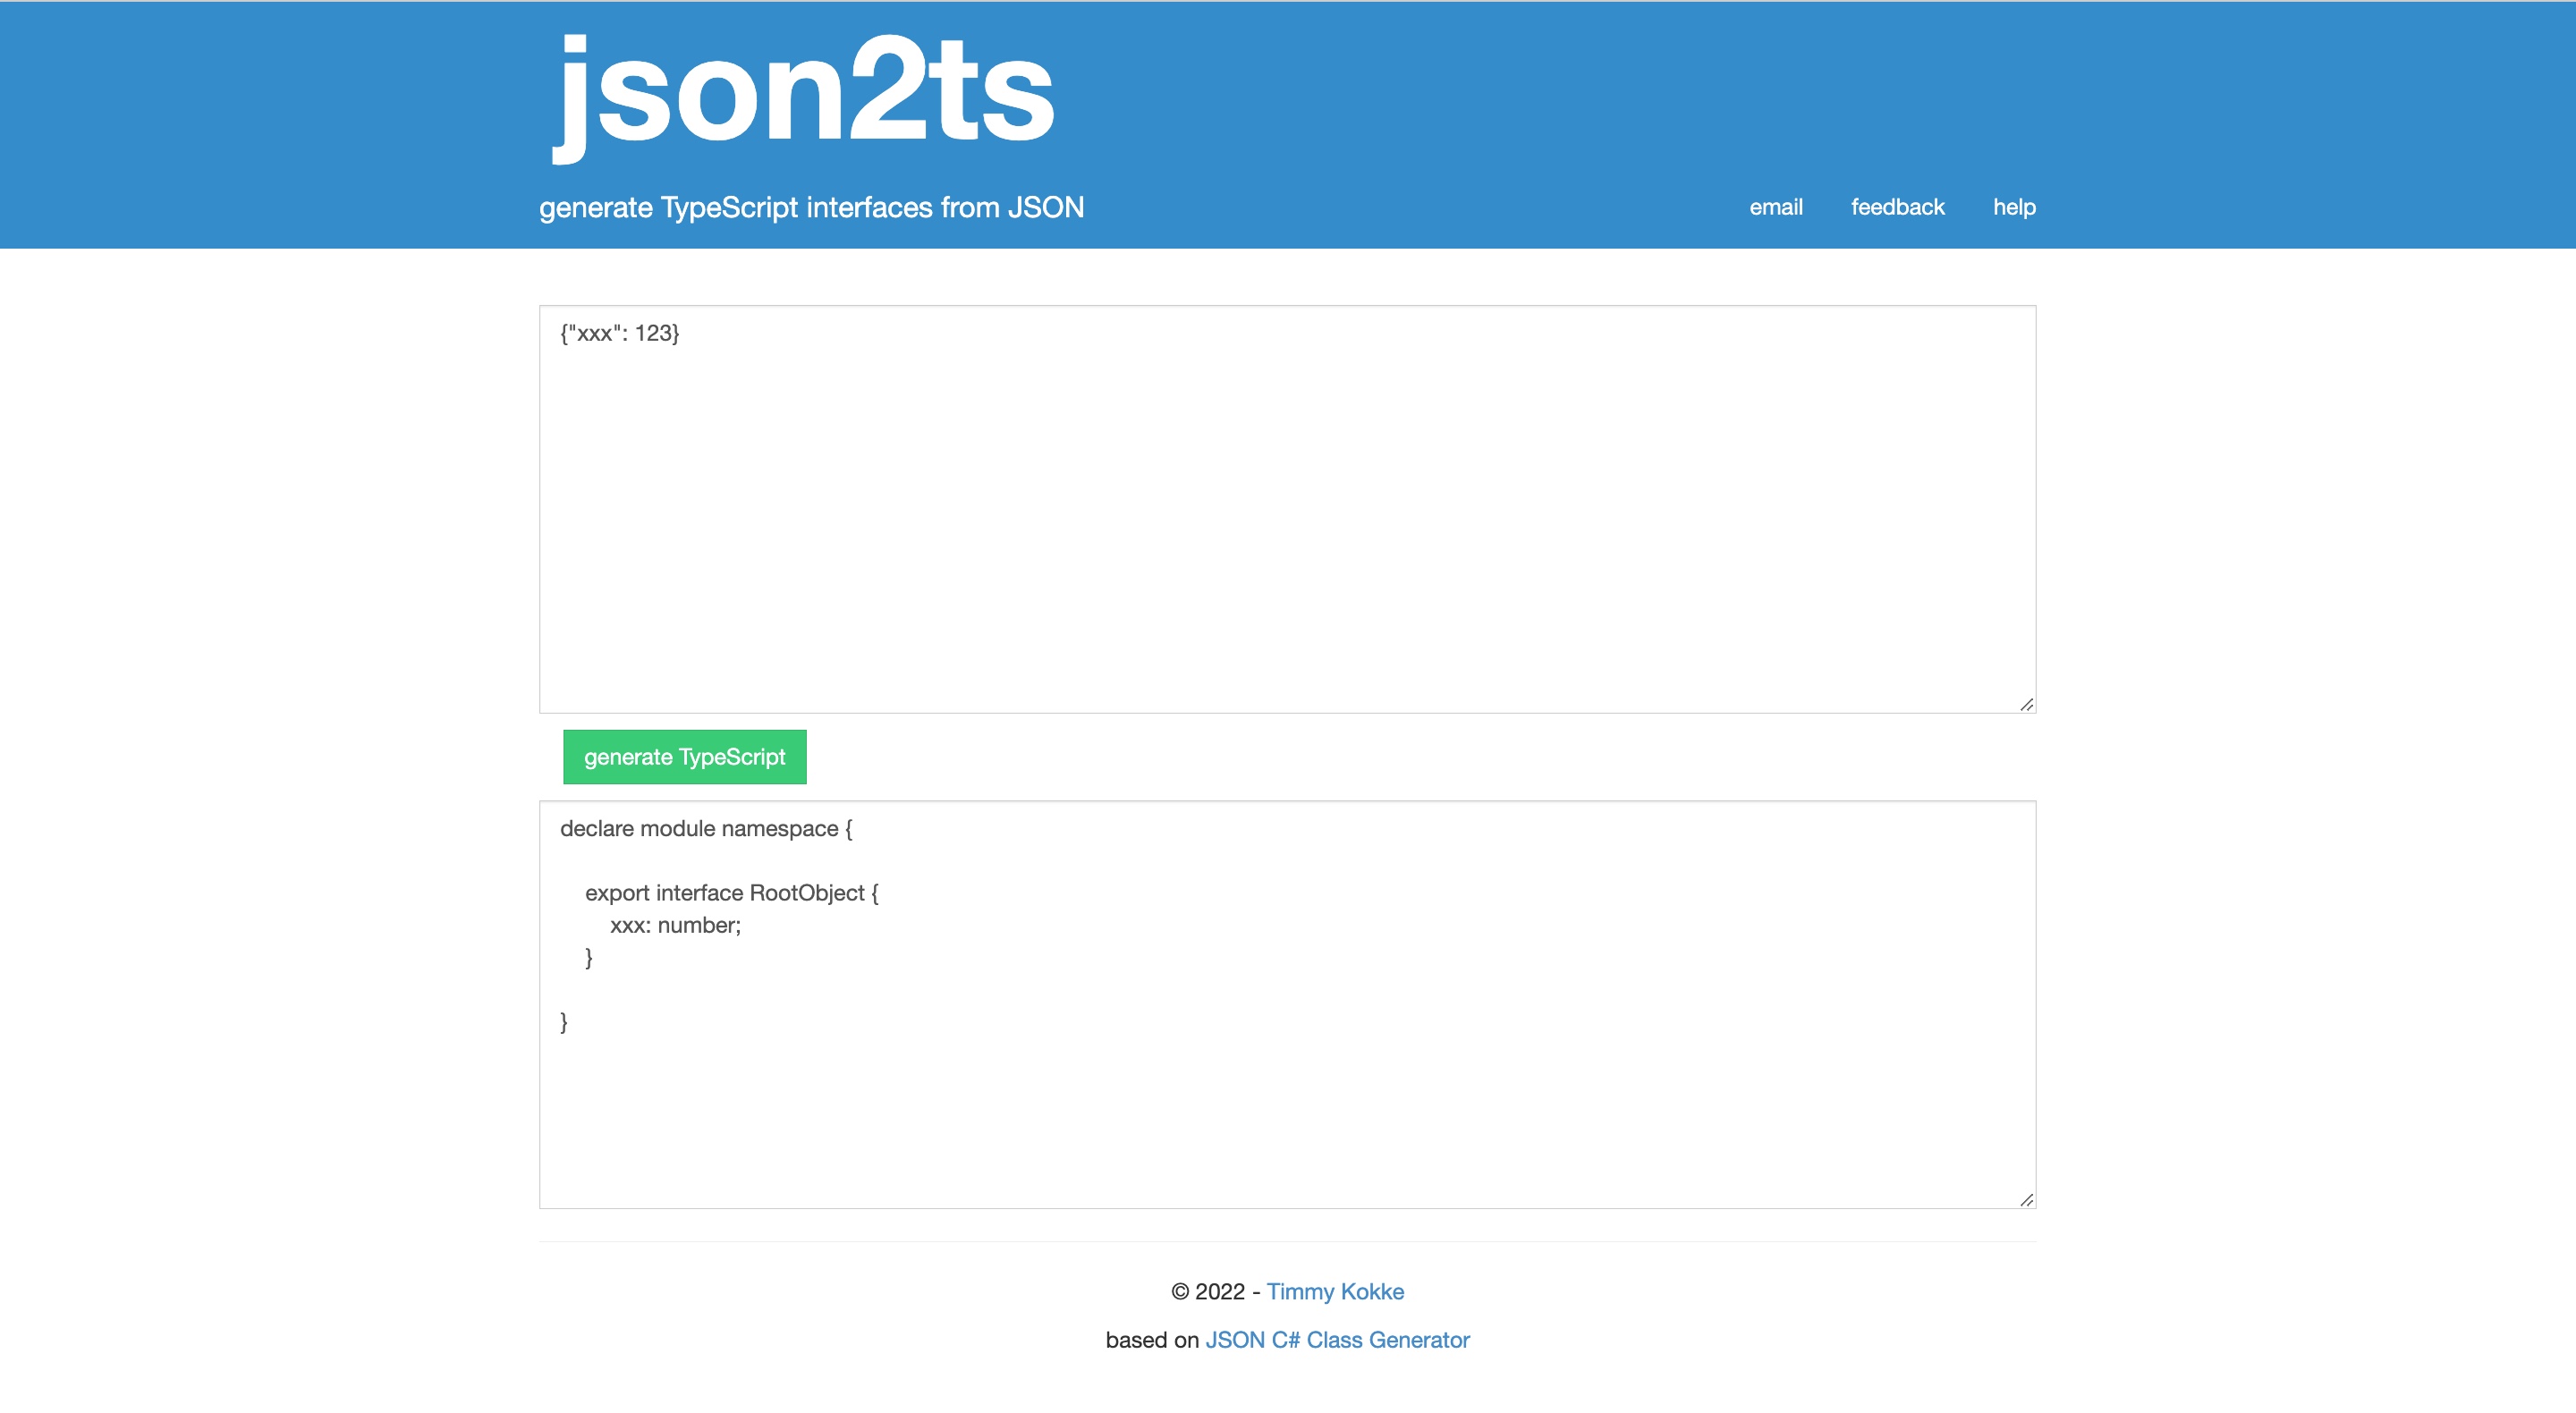 json2ts
generate TypeScript interfaces from JSON
email feedback help
{"xxx": 123}
generate TypeScript
declare module namespace {
export interface RootObject {
xxx: number;
}
}
© 2022 - Timmy Kokke
based on JSON C# Class Generator